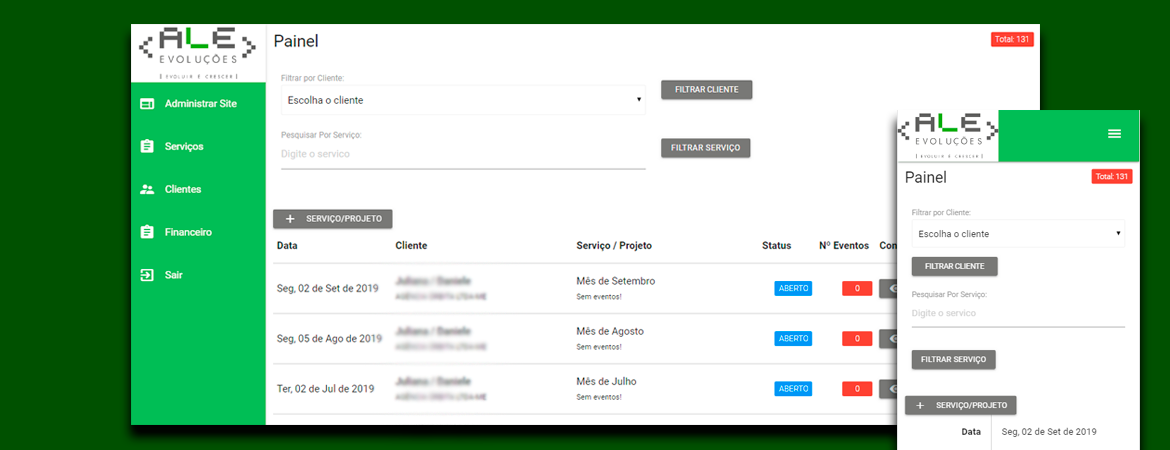 <ALE>
EVOLUÇÕES
[ EVOLUIR É CRESCER ]
Administrar Site
Serviços
Clientes
Financeiro
Sair
Painel
Total: 131
Filtrar por Cliente:
Escolha o cliente
FILTRAR CLIENTE
Pesquisar Por Serviço:
Digite o servico
FILTRAR SERVIÇO
+ SERVIÇO/PROJETO
Data Cliente Serviço / Projeto Status Nº Eventos Con
Seg, 02 de Set de 2019 Mês de Setembro ABERTO 0
Sem eventos!
Seg, 05 de Ago de 2019 Mês de Agosto ABERTO 0
Sem eventos!
Ter, 02 de Jul de 2019 Mês de Julho ABERTO 0
Sem eventos!
<ALE>
EVOLUÇÕES
[ EVOLUIR É CRESCER ]
Painel
Total: 131
Filtrar por Cliente:
Escolha o cliente
FILTRAR CLIENTE
Pesquisar Por Serviço:
Digite o servico
FILTRAR SERVIÇO
+ SERVIÇO/PROJETO
Data Seg, 02 de Set de 2019